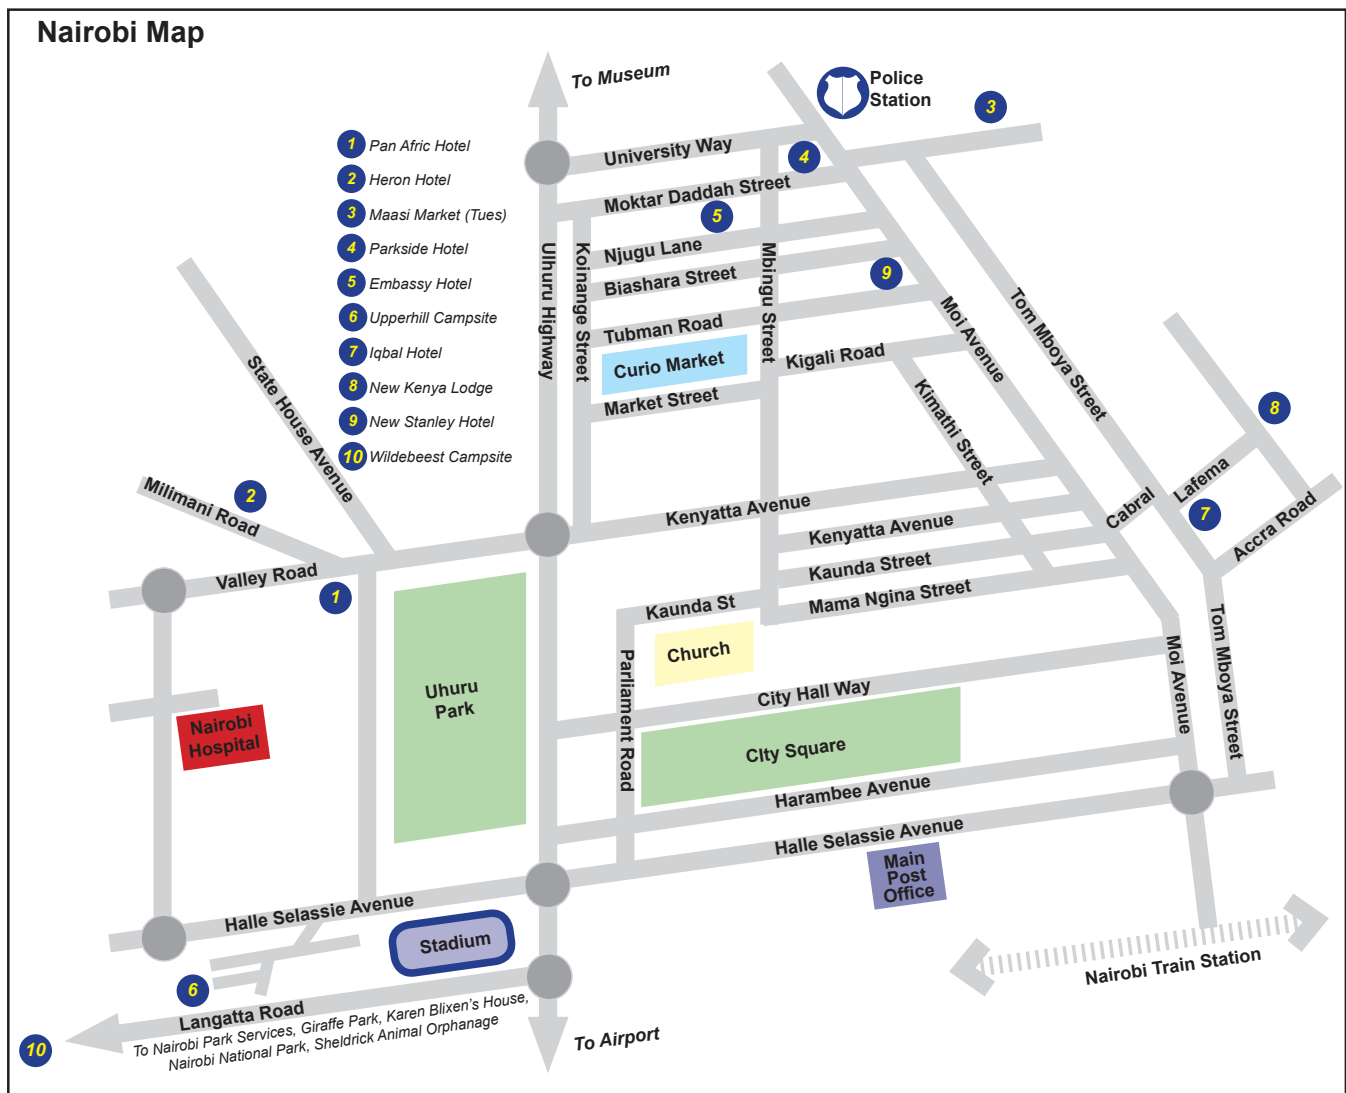 Nairobi Map
To Museum
Police
Station
3
1 Pan Afric Hotel
2 Heron Hotel
3 Maasi Market (Tues)
4 Parkside Hotel
5 Embassy Hotel
6 Upperhill Campsite
7 Iqbal Hotel
8 New Kenya Lodge
9 New Stanley Hotel
10 Wildebeest Campsite
University Way
4
Moktar Daddah Street
5
Njugu Lane
Biashara Street
9
Tubman Road
Curio Market
Kigali Road
Market Street
Ulhuru Highway
Koinange Street
Mbingu Street
Moi Avenue
Tom Mboya Street
Kimathi Street
8
State House Avenue
Milimani Road
2
Lafema
Cabral
7
Accra Road
Kenyatta Avenue
Kenyatta Avenue
Kaunda Street
Mama Ngina Street
Kaunda St
Valley Road
1
Church
Parliament Road
Uhuru
Park
City Hall Way
CIty Square
Moi Avenue
Tom Mboya Street
Nairobi
Hospital
Harambee Avenue
Halle Selassie Avenue
Main
Post
Office
Halle Selassie Avenue
Stadium
Nairobi Train Station
6
Langatta Road
10
To Nairobi Park Services, Giraffe Park, Karen Blixen's House,
Nairobi National Park, Sheldrick Animal Orphanage
To Airport